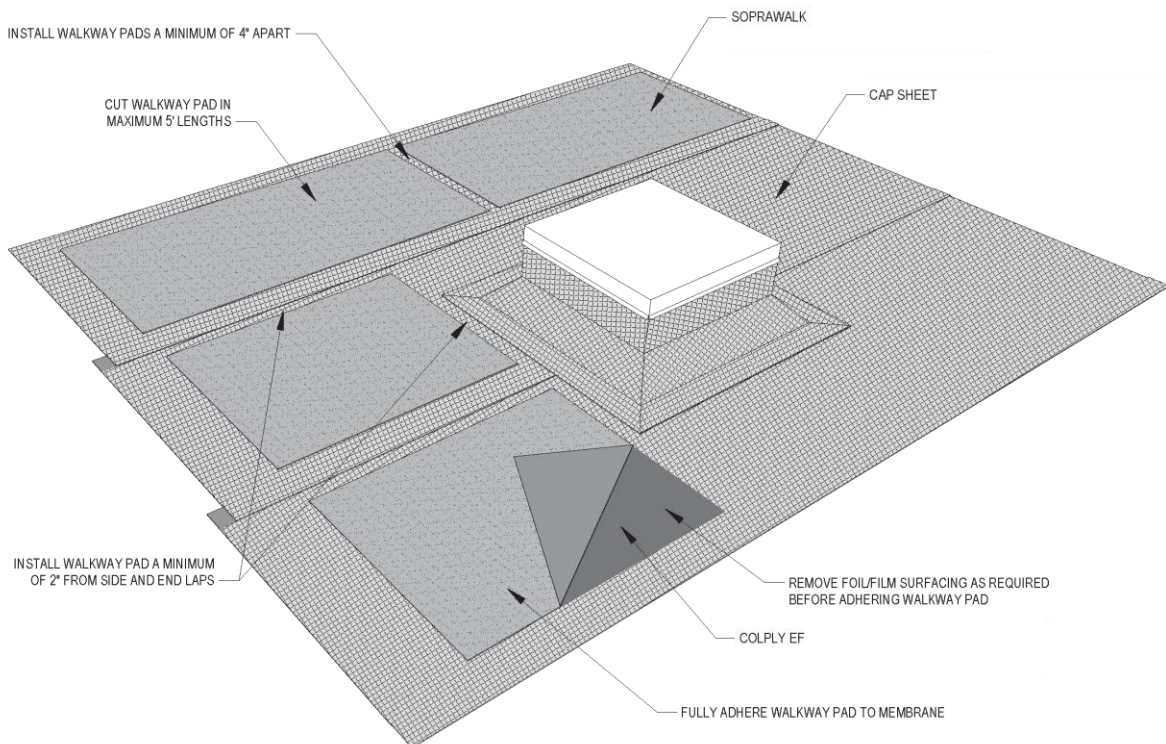 SOPRAWALK
INSTALL WALKWAY PADS A MINIMUM OF 4" APART
CAP SHEET
CUT WALKWAY PAD IN
MAXIMUM 5' LENGTHS
INSTALL WALKWAY PAD A MINIMUM
OF 2" FROM SIDE AND END LAPS
REMOVE FOIL/FILM SURFACING AS REQUIRED
BEFORE ADHERING WALKWAY PAD
COLPLY EF
FULLY ADHERE WALKWAY PAD TO MEMBRANE